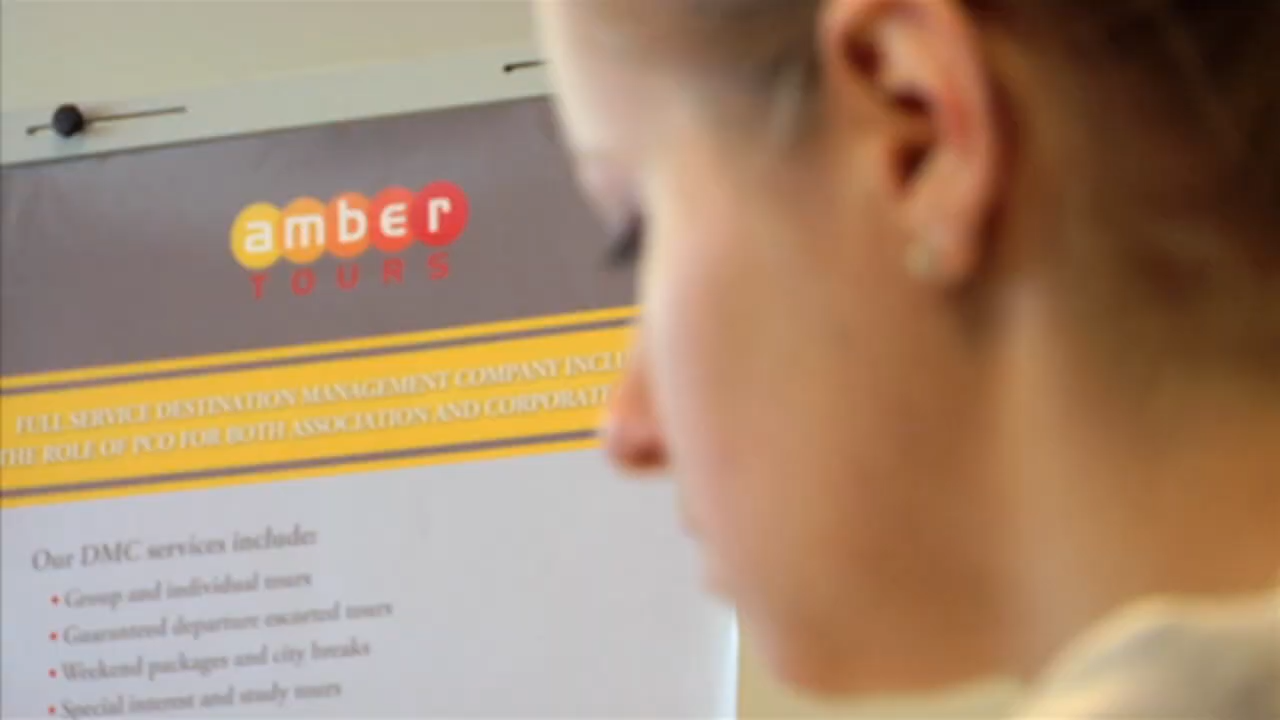 amber
TOURS
FULL SERVICE DESTINATION MANAGEMENT COMPANY
THE ROLE OF PCO FOR BOTH ASSOCIATION AND CORPORATE
Our DMC services include:
• Group and individual tours
• Guaranteed departure escorted tours
• Weekend packages and city breaks
• Special interest and study tours